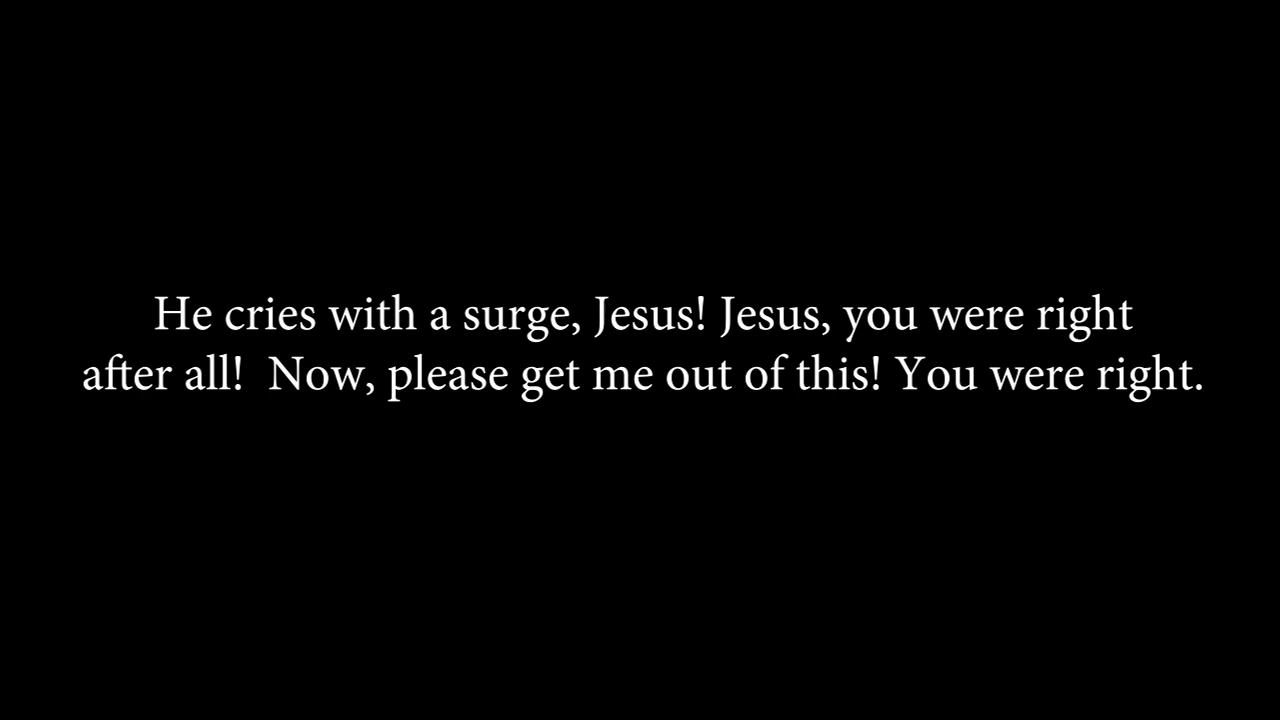 He cries with a surge, Jesus! Jesus, you were right
after all!  Now, please get me out of this! You were right.